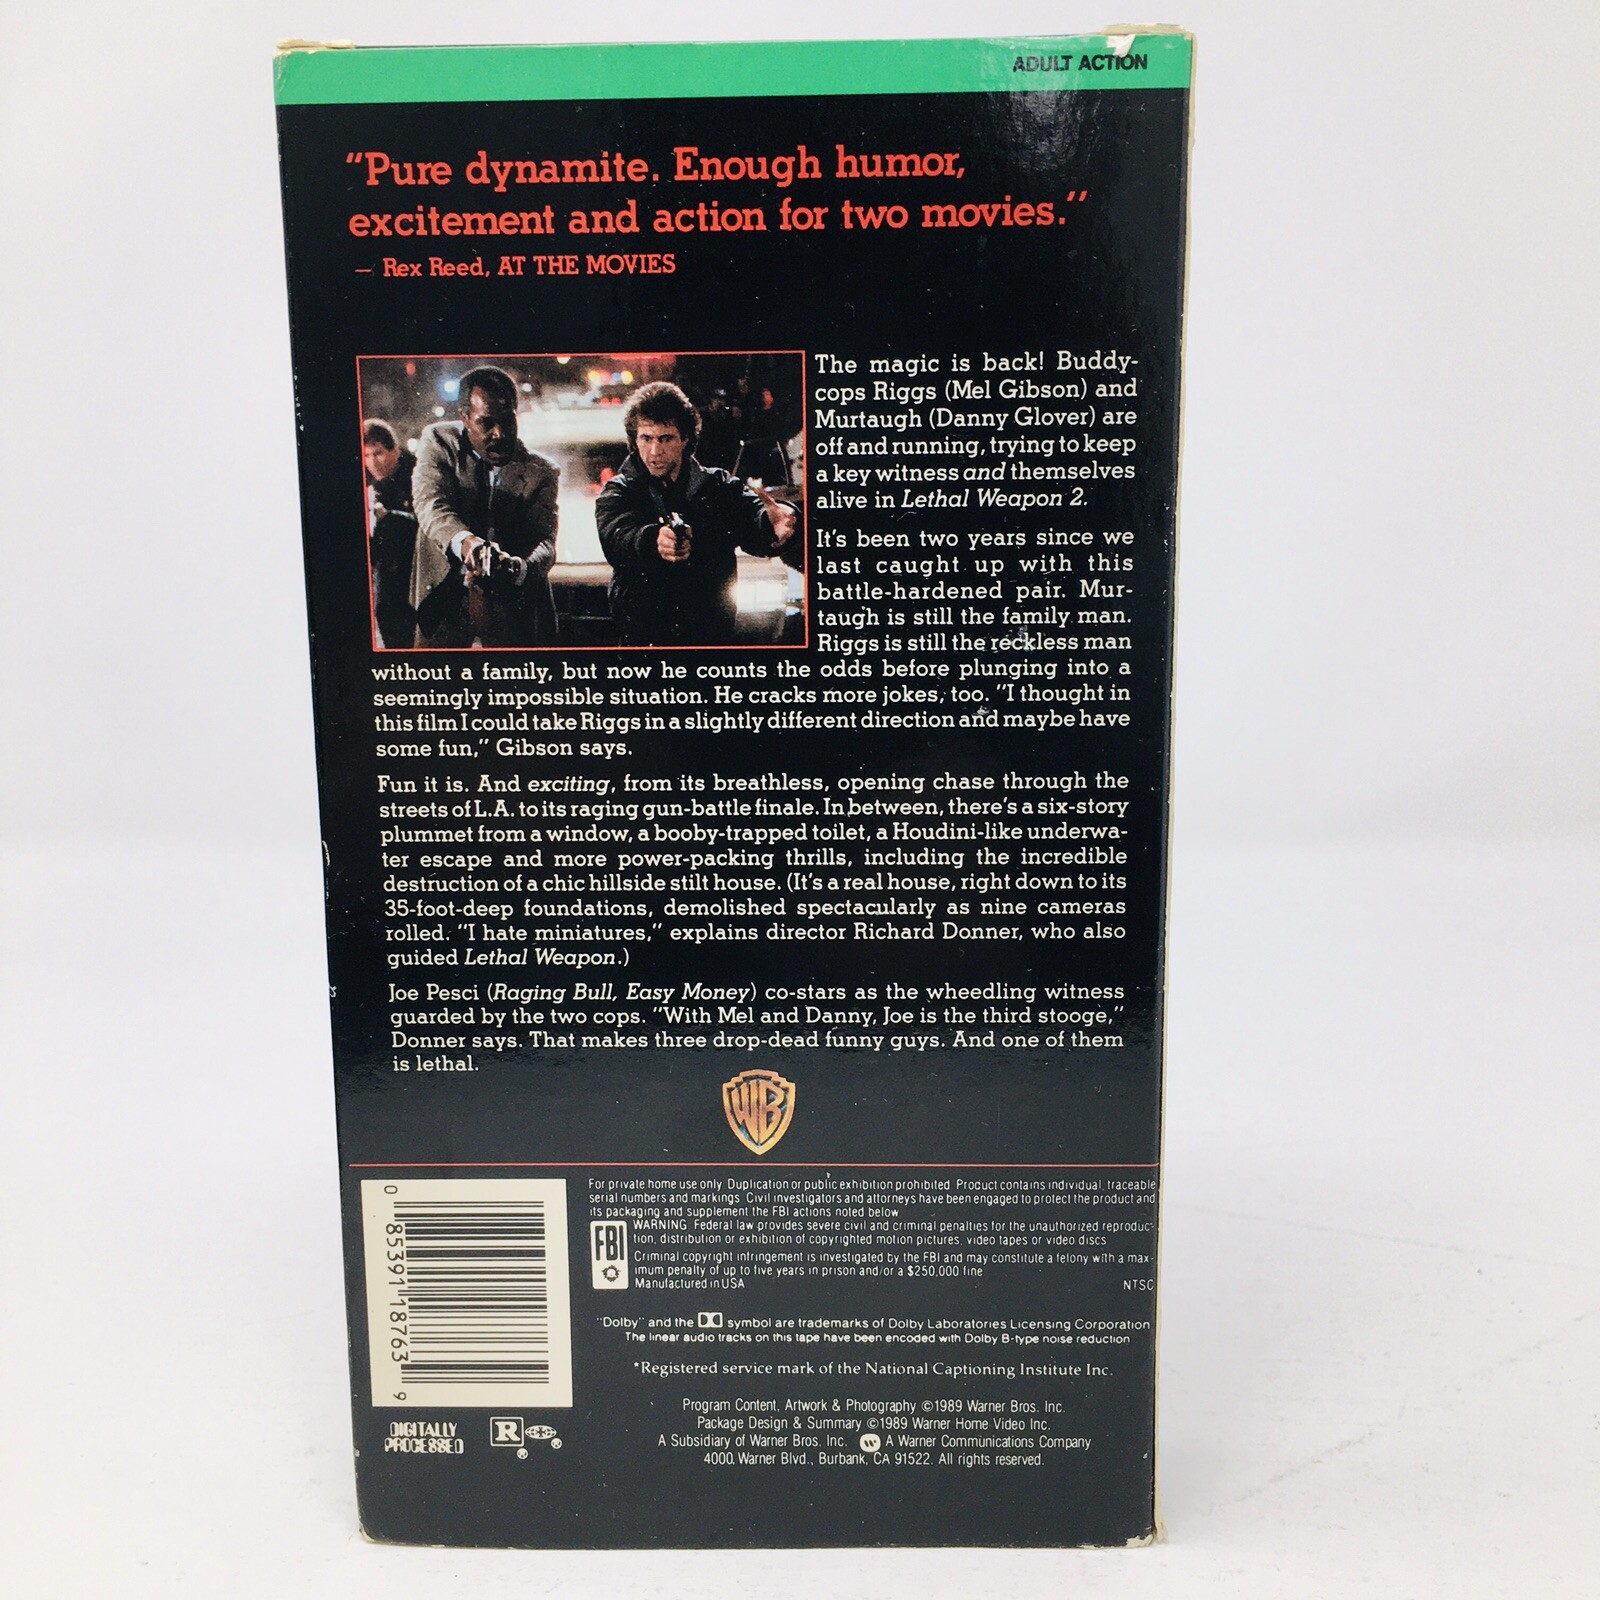 ADULT ACTION
"Pure dynamite. Enough humor,
excitement and action for two movies."
— Rex Reed, AT THE MOVIES
The magic is back! Buddy-
cops Riggs (Mel Gibson) and
Murtaugh (Danny Glover) are
off and running, trying to keep
a key witness and themselves
alive in Lethal Weapon 2.
It's been two years since we
last caught up with this
battle-hardened pair. Mur-
taugh is still the family man.
Riggs is still the reckless man
without a family, but now he counts the odds before plunging into a
seemingly impossible situation. He cracks more jokes, too. "I thought in
this film I could take Riggs in a slightly different direction and maybe have
some fun," Gibson says.
Fun it is. And exciting, from its breathless, opening chase through the
streets of L.A. to its raging gun-battle finale. In between, there's a six-story
plummet from a window, a booby-trapped toilet, a Houdini-like underwa-
ter escape and more power-packing thrills, including the incredible
destruction of a chic hillside stilt house. (It's a real house, right down to its
35-foot-deep foundations, demolished spectacularly as nine cameras
rolled. "I hate miniatures," explains director Richard Donner, who also
guided Lethal Weapon.)
Joe Pesci (Raging Bull, Easy Money) co-stars as the wheedling witness
guarded by the two cops. "With Mel and Danny, Joe is the third stooge,"
Donner says. That makes three drop-dead funny guys. And one of them
is lethal.
WB
For private home use only. Duplication or public exhibition prohibited. Product contains individual, traceable
serial numbers and markings. Civil investigators and attorneys have been engaged to protect the product and
its packaging and supplement the FBI actions noted below
FBI
WARNING: Federal law provides severe civil and criminal penalties for the unauthorized reproduc-
tion, distribution or exhibition of copyrighted motion pictures, video tapes or video discs
Criminal copyright infringement is investigated by the FBI and may constitute a felony with a max-
imum penalty of up to five years in prison and/or a $250,000 fine
Manufactured in USA
NTSC
"Dolby" and the symbol are trademarks of Dolby Laboratories Licensing Corporation
The linear audio tracks on this tape have been encoded with Dolby B-type noise reduction
*Registered service mark of the National Captioning Institute Inc.
Program Content, Artwork & Photography ©1989 Warner Bros. Inc.
Package Design & Summary ©1989 Warner Home Video Inc.
A Subsidiary of Warner Bros. Inc. A Warner Communications Company
4000 Warner Blvd., Burbank, CA 91522. All rights reserved.
0 85391 18763 9
DIGITALLY
PROCESSED
R ® ®